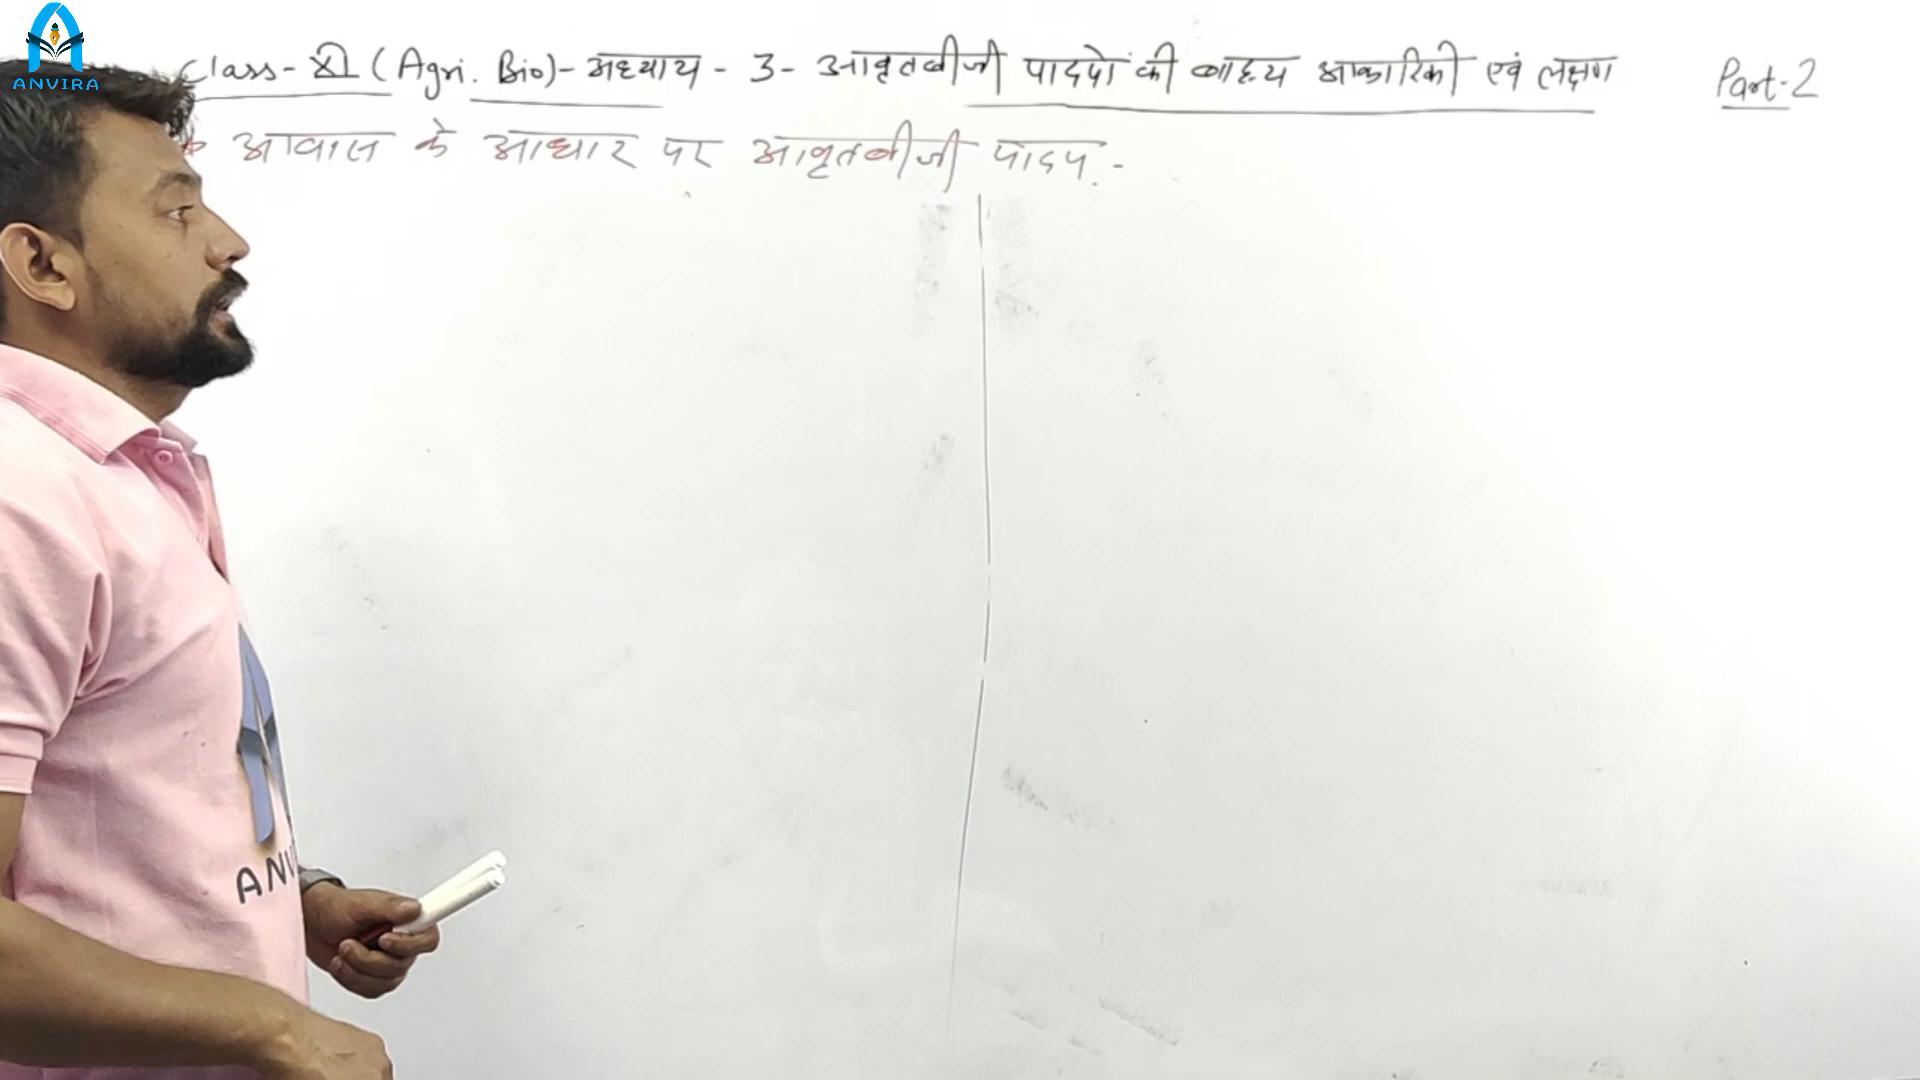 ANVIRA
Class-XI (Agri. Bio)- अध्याय - 3- आवृतबीजी पादपों की बाह्य आकारिकी एवं लक्षण Part-2
* आवास के आधार पर आवृतबीजी पादप.-
ANV